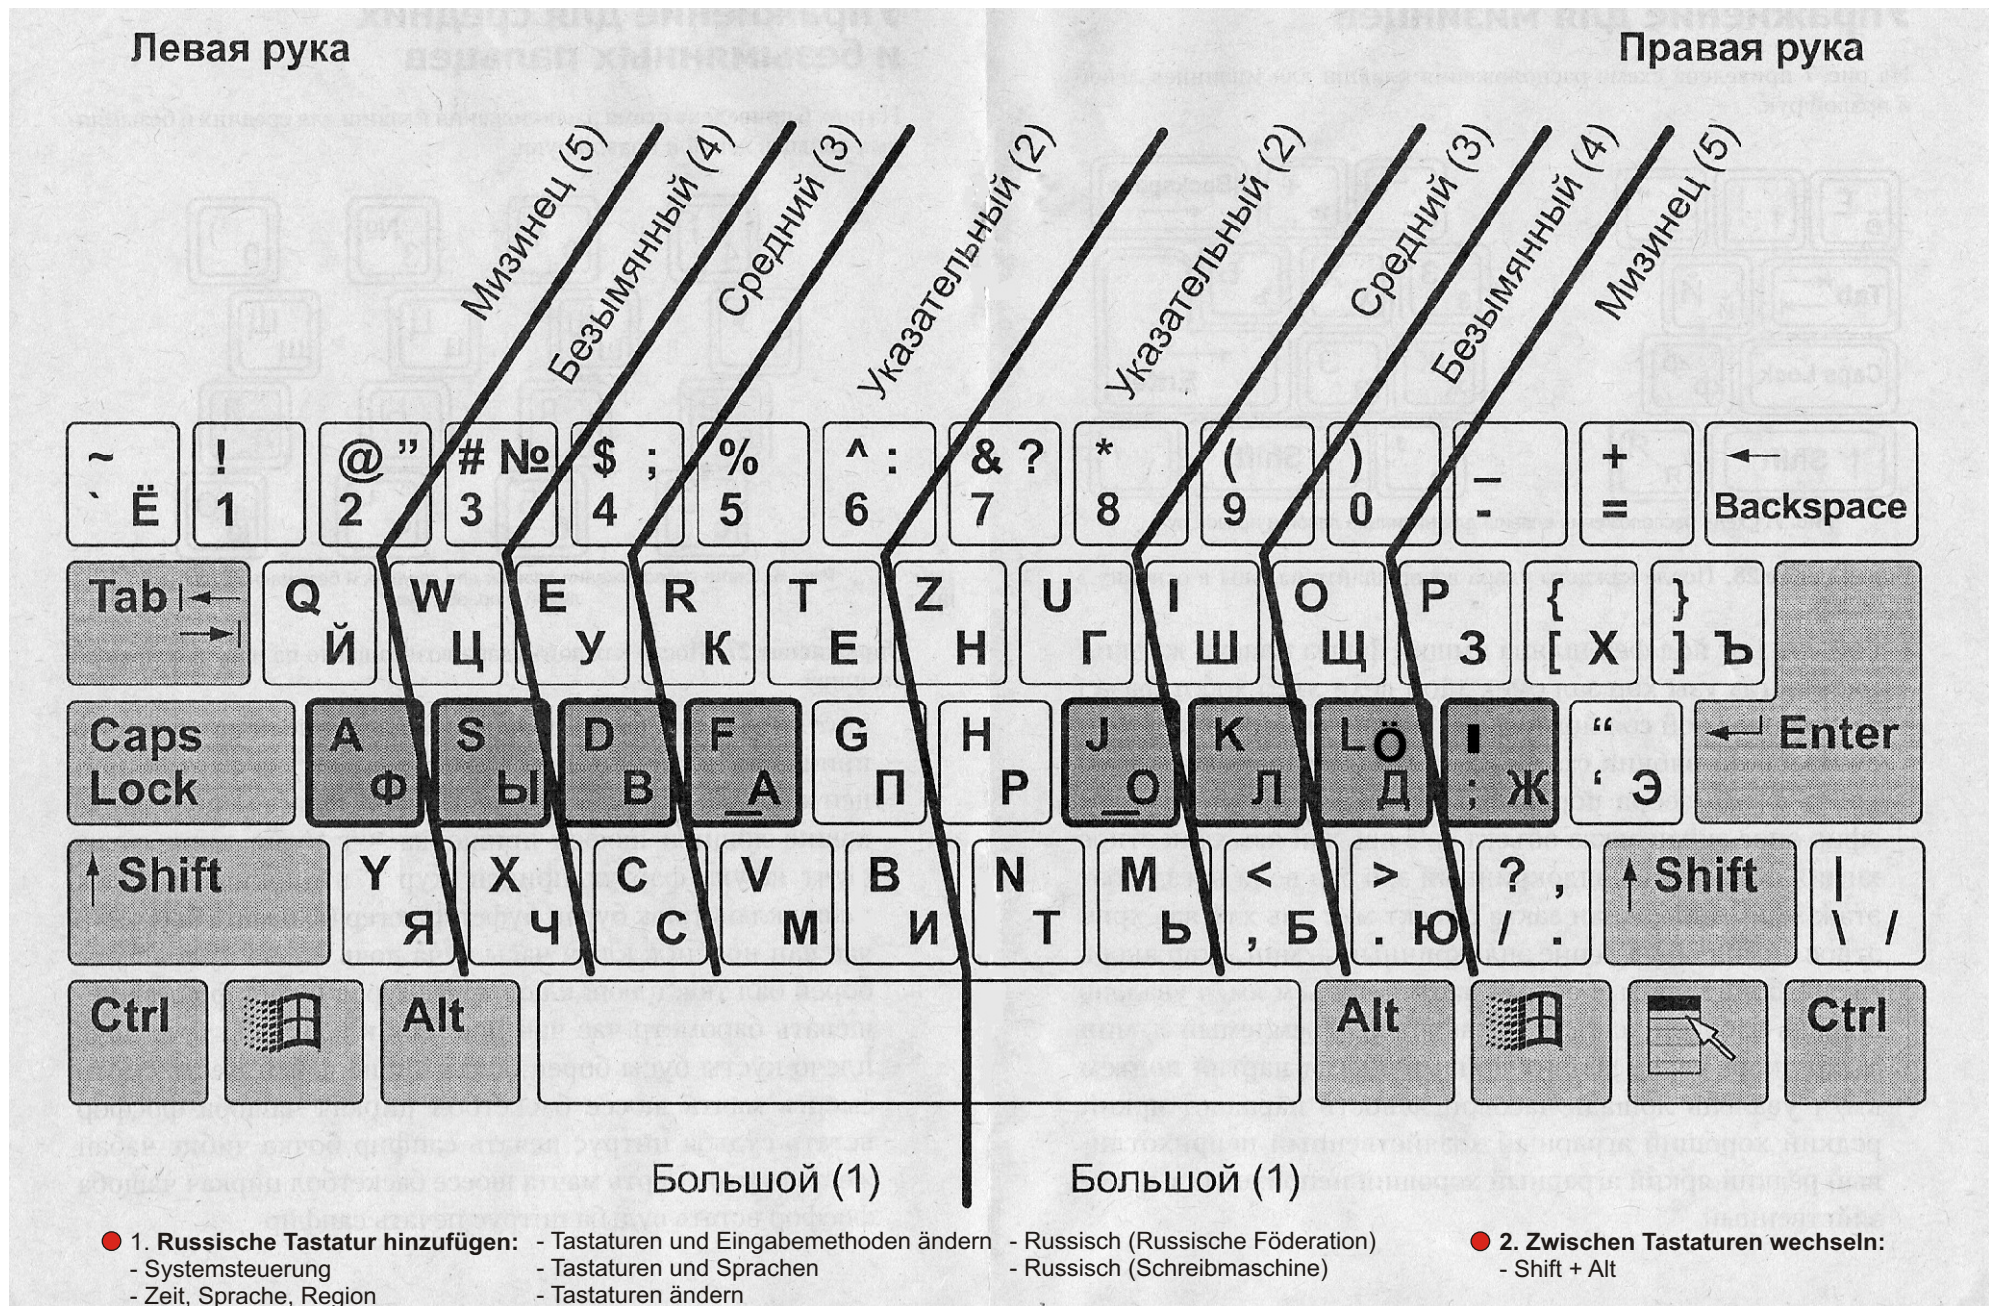 Левая рука
Правая рука
Мизинец (5)
Безымянный (4)
Средний (3)
Указательный (2)
Указательный (2)
Средний (3)
Безымянный (4)
Мизинец (5)
~ ! @ ” # № $ ; % ^ : & ? * ( ) _ + ←
` Ё 1 2 3 4 5 6 7 8 9 0 - = Backspace
Tab Q W E R T Z U I O P { }
Й Ц У К Е Н Г Ш Щ З [ Х ] Ъ
Caps A S D F G H J K L Ö “ Enter
Lock Ф Ы В _А П Р _О Л Д ; Ж ‘ Э
↑ Shift Y X C V B N M < > ? , ↑ Shift |
Я Ч С М И Т Ь , Б . Ю / . \ /
Ctrl Alt Alt Ctrl
Большой (1) Большой (1)
1. Russische Tastatur hinzufügen: - Tastaturen und Eingabemethoden ändern - Russisch (Russische Föderation) 2. Zwischen Tastaturen wechseln:
- Systemsteuerung - Tastaturen und Sprachen - Russisch (Schreibmaschine) - Shift + Alt
- Zeit, Sprache, Region - Tastaturen ändern